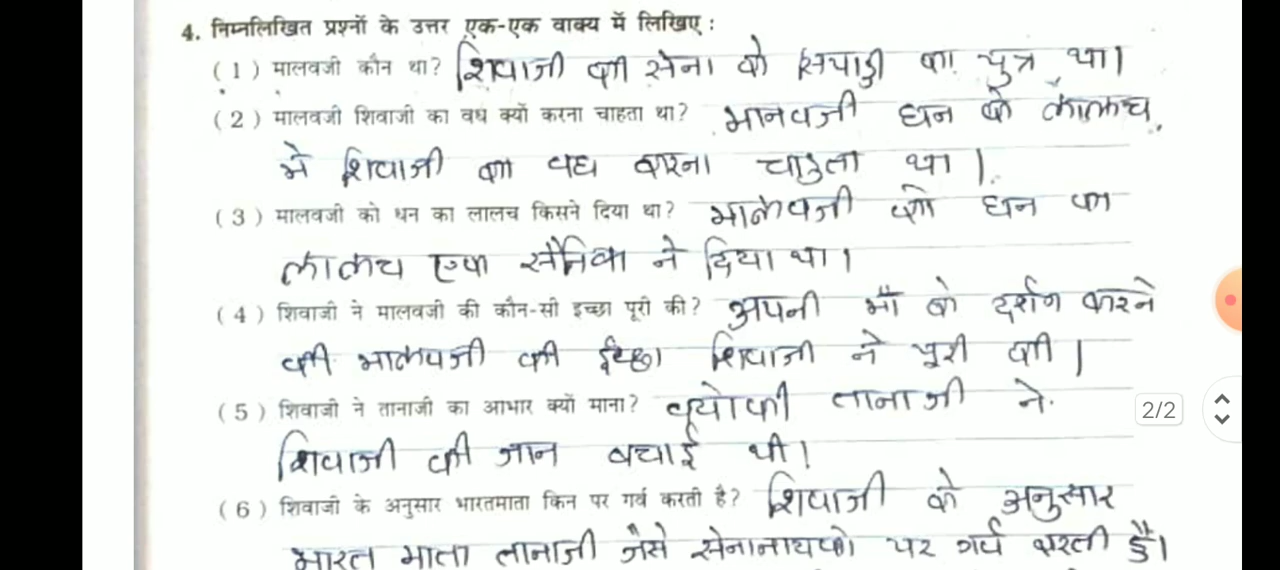 4. निम्नलिखित प्रश्नों के उत्तर एक-एक वाक्य में लिखिए :
( 1 ) मालवजी कौन था? शिवाजी की सेना के सिपाही का पुत्र था।
( 2 ) मालवजी शिवाजी का वध क्यों करना चाहता था? मानवजी धन के लालच
में शिवाजी का वध करना चाहता था।
( 3 ) मालवजी को धन का लालच किसने दिया था? मालवजी को धन का
लालच एक सैनिक ने दिया था।
( 4 ) शिवाजी ने मालवजी की कौन-सी इच्छा पूरी की? अपनी माँ के दर्शन करने
की मालवजी की ईच्छा शिवाजी ने पूरी की।
( 5 ) शिवाजी ने तानाजी का आभार क्यों माना? क्योकी तानाजी ने
शिवाजी की जान बचाई थी।
( 6 ) शिवाजी के अनुसार भारतमाता किन पर गर्व करती है? शिवाजी के अनुसार
भारत माता तानाजी जैसे सेनानायको पर गर्व करती है।
2/2